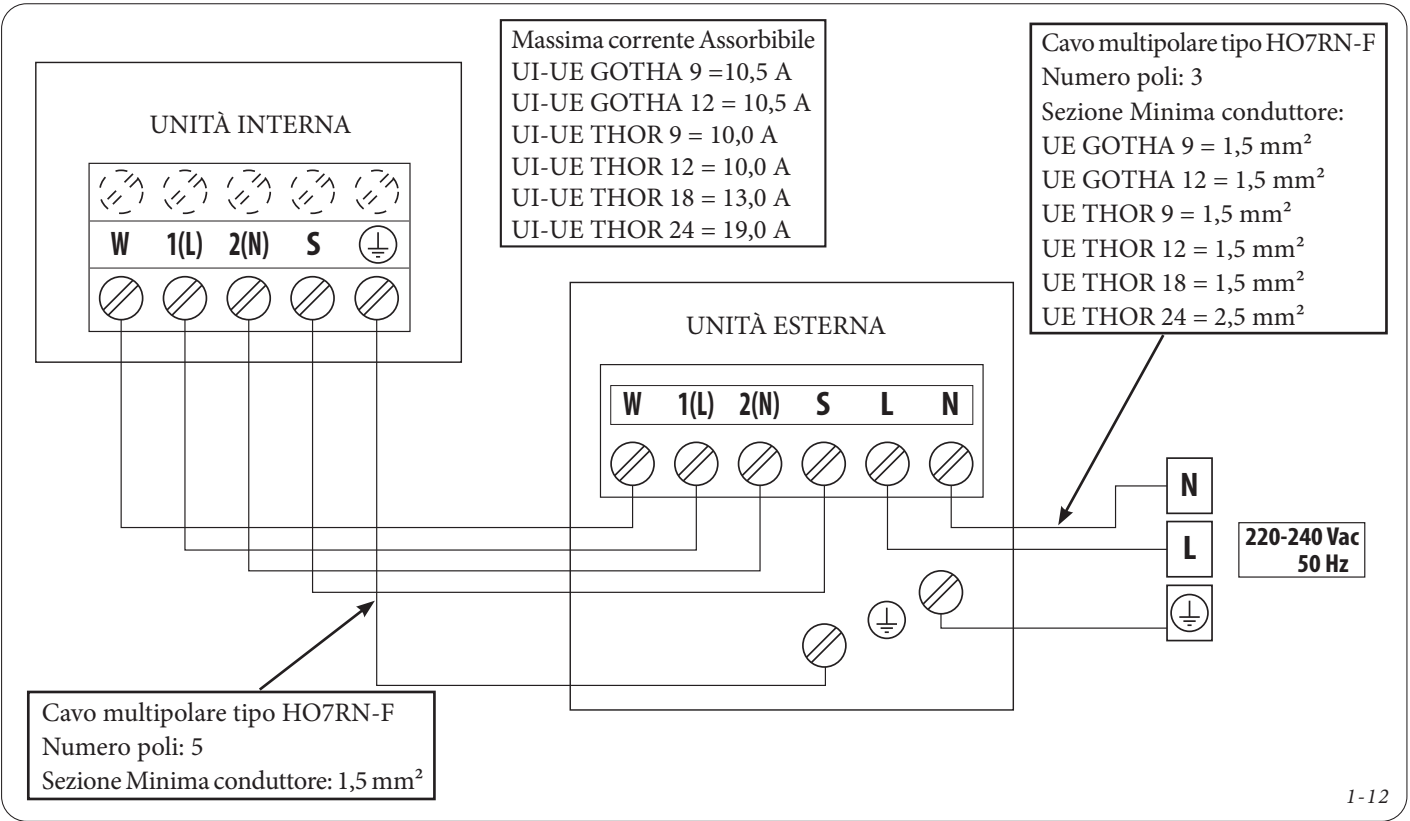 Massima corrente Assorbibile
UI-UE GOTHA 9 =10,5 A
UI-UE GOTHA 12 = 10,5 A
UI-UE THOR 9 = 10,0 A
UI-UE THOR 12 = 10,0 A
UI-UE THOR 18 = 13,0 A
UI-UE THOR 24 = 19,0 A
Cavo multipolare tipo HO7RN-F
Numero poli: 3
Sezione Minima conduttore:
UE GOTHA 9 = 1,5 mm²
UE GOTHA 12 = 1,5 mm²
UE THOR 9 = 1,5 mm²
UE THOR 12 = 1,5 mm²
UE THOR 18 = 1,5 mm²
UE THOR 24 = 2,5 mm²
UNITÀ INTERNA
W 1(L) 2(N) S
UNITÀ ESTERNA
W 1(L) 2(N) S L N
N
L
220-240 Vac
50 Hz
Cavo multipolare tipo HO7RN-F
Numero poli: 5
Sezione Minima conduttore: 1,5 mm²
1-12